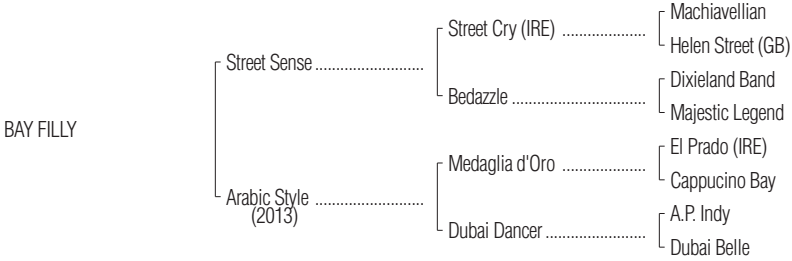 BAY FILLY
Street Sense ..........................
Arabic Style ..........................
(2013)
Street Cry (IRE) ....................
Bedazzle ................................
Medaglia d'Oro ....................
Dubai Dancer ........................
Machiavellian
Helen Street (GB)
Dixieland Band
Majestic Legend
El Prado (IRE)
Cappucino Bay
A.P. Indy
Dubai Belle